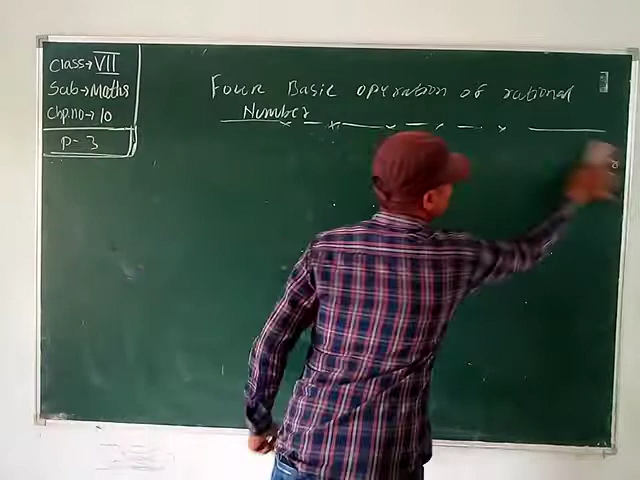 Class→VII
Sub→Maths
Chp.no→10
P-3
Four Basic operation of rational
Number